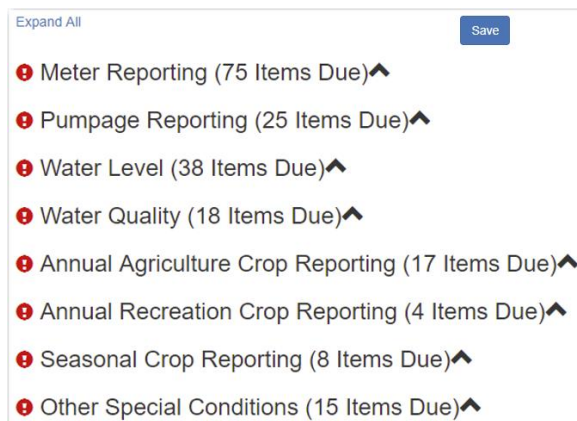 Expand All
Save
Meter Reporting (75 Items Due)
Pumpage Reporting (25 Items Due)
Water Level (38 Items Due)
Water Quality (18 Items Due)
Annual Agriculture Crop Reporting (17 Items Due)
Annual Recreation Crop Reporting (4 Items Due)
Seasonal Crop Reporting (8 Items Due)
Other Special Conditions (15 Items Due)